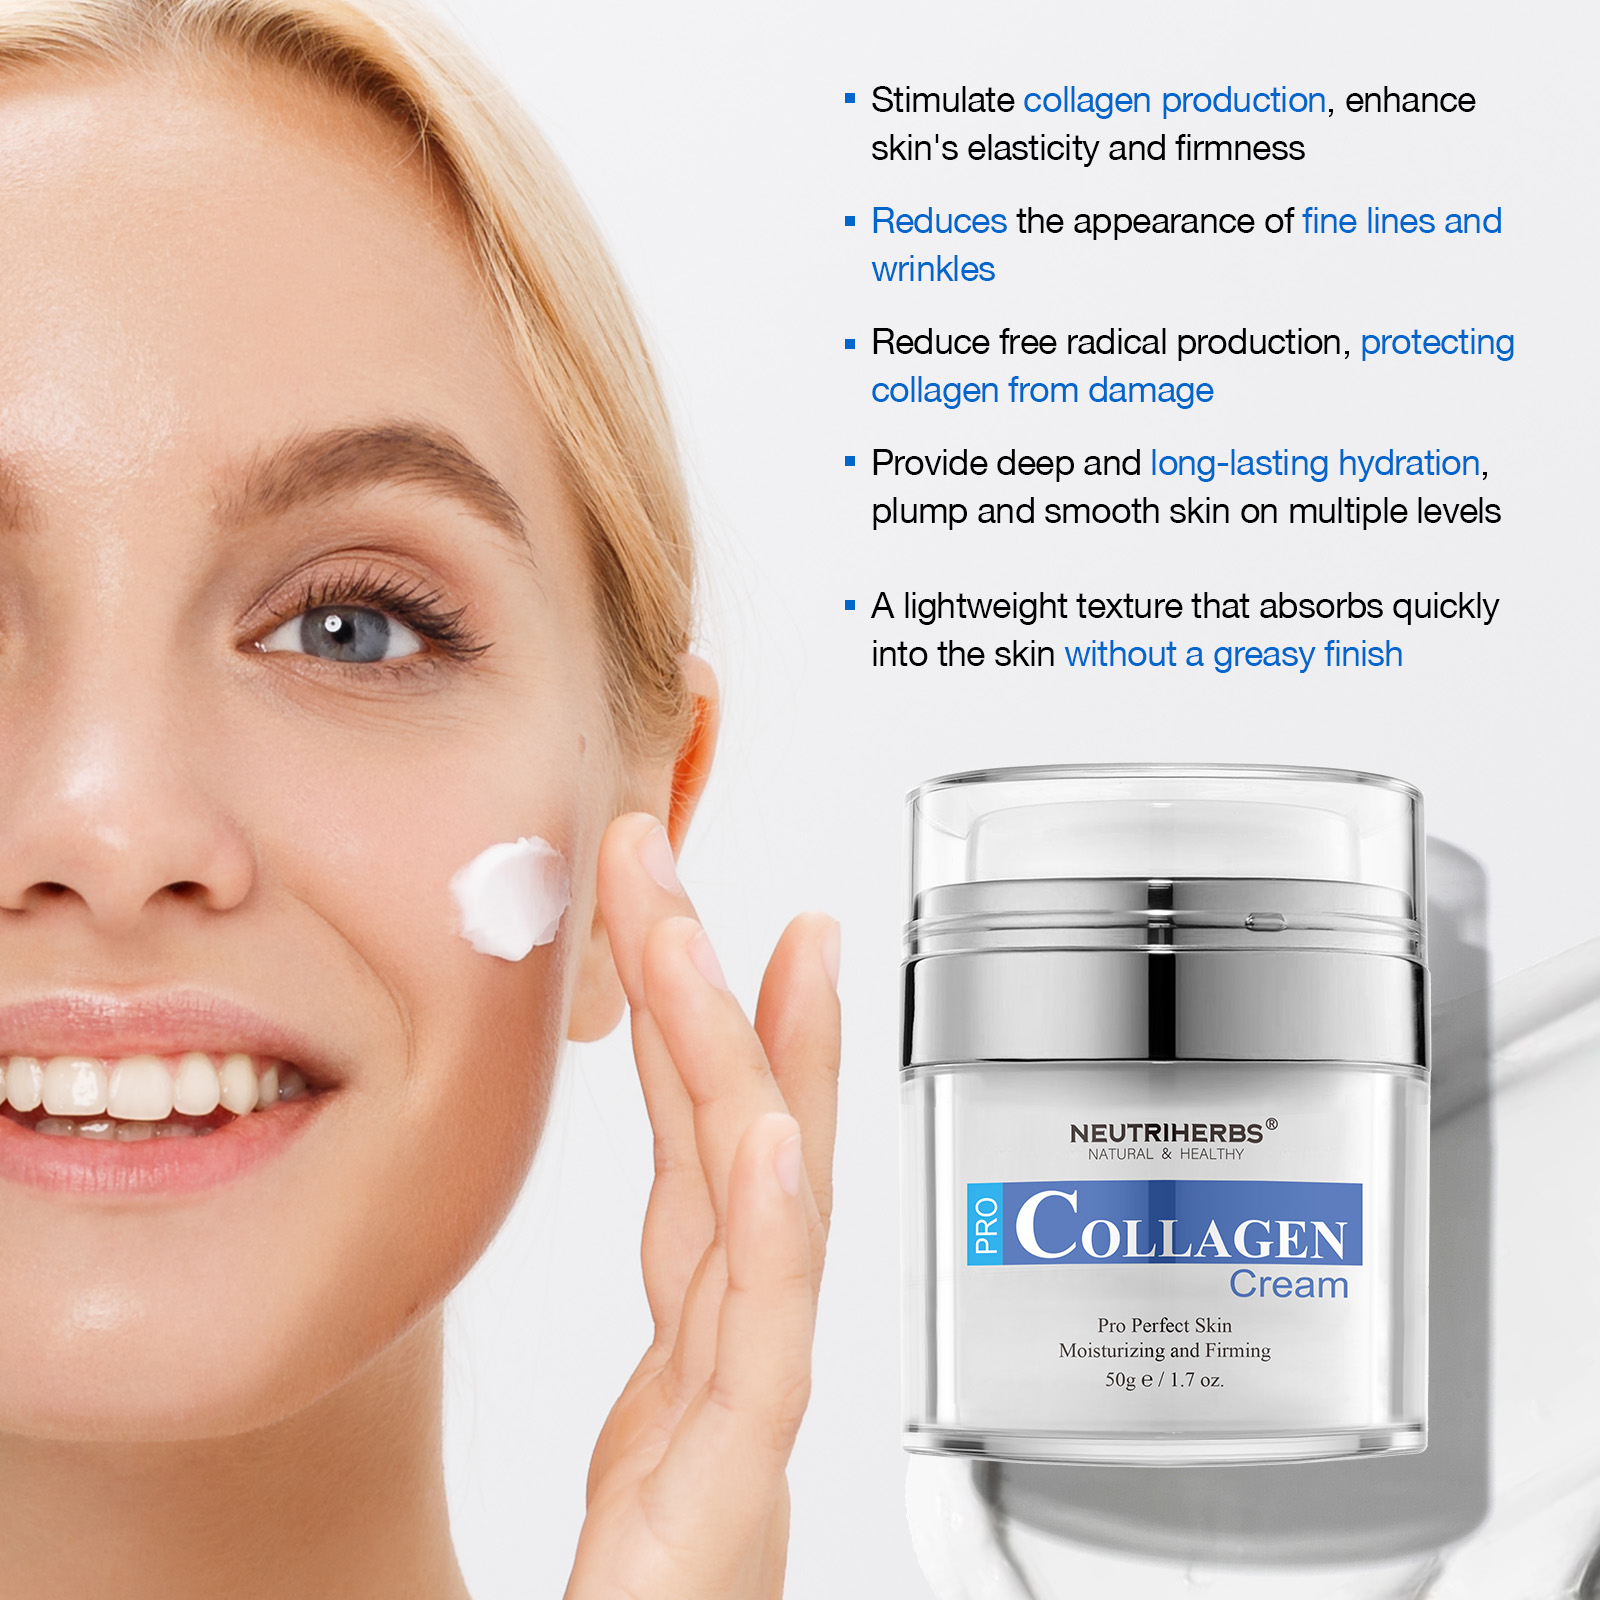 Stimulate collagen production, enhance
skin's elasticity and firmness
Reduces the appearance of fine lines and
wrinkles
Reduce free radical production, protecting
collagen from damage
Provide deep and long-lasting hydration,
plump and smooth skin on multiple levels
A lightweight texture that absorbs quickly
into the skin without a greasy finish
NEUTRIHERBS®
NATURAL & HEALTHY
PRO
COLLAGEN
Cream
Pro Perfect Skin
Moisturizing and Firming
50g ℮ / 1.7 oz.